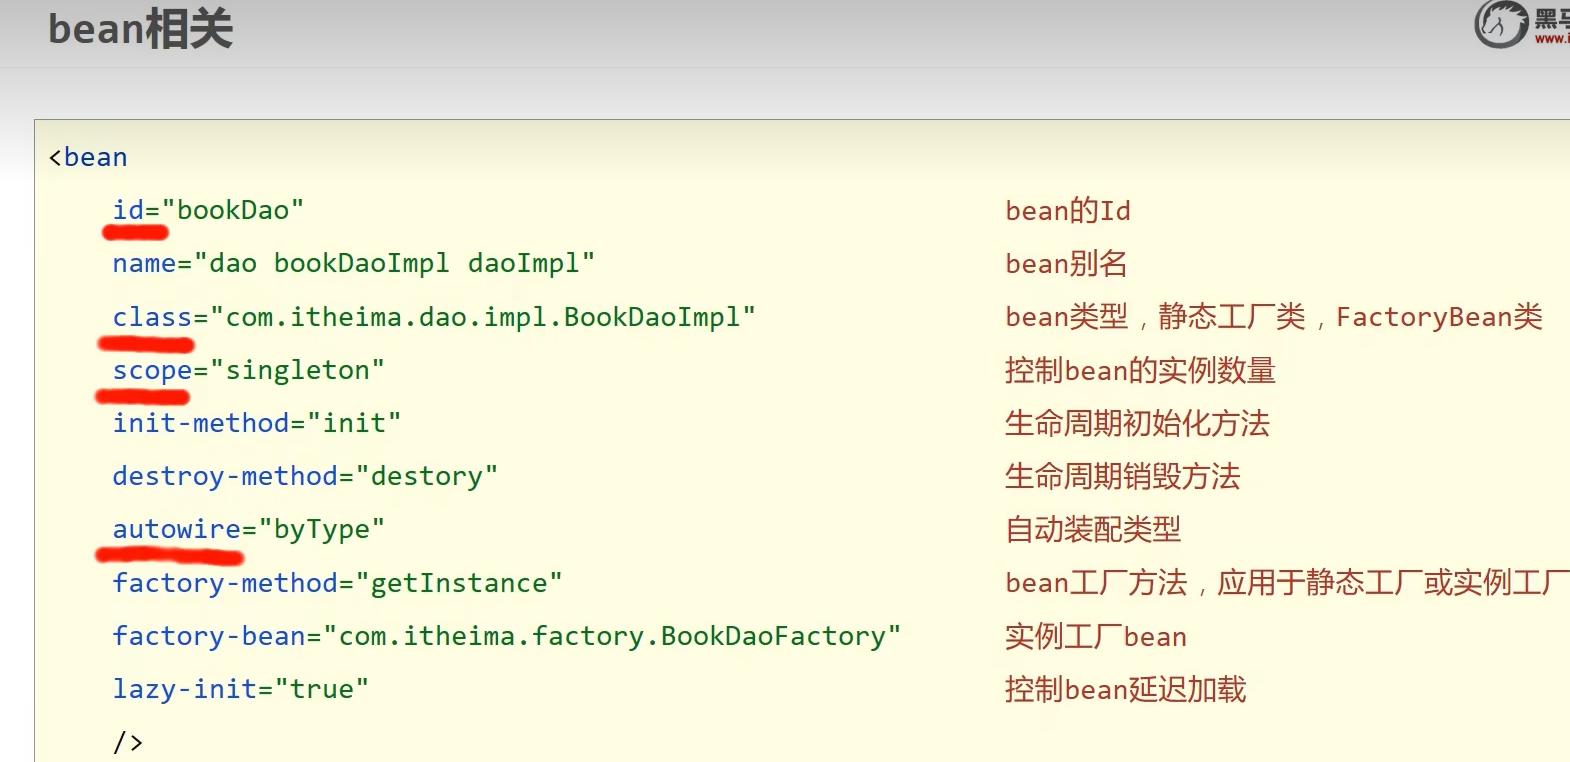 bean相关
黑马
www.i
<bean
id="bookDao" bean的Id
name="dao bookDaoImpl daoImpl" bean别名
class="com.itheima.dao.impl.BookDaoImpl" bean类型，静态工厂类，FactoryBean类
scope="singleton" 控制bean的实例数量
init-method="init" 生命周期初始化方法
destroy-method="destory" 生命周期销毁方法
autowire="byType" 自动装配类型
factory-method="getInstance" bean工厂方法，应用于静态工厂或实例工厂
factory-bean="com.itheima.factory.BookDaoFactory" 实例工厂bean
lazy-init="true" 控制bean延迟加载
/>